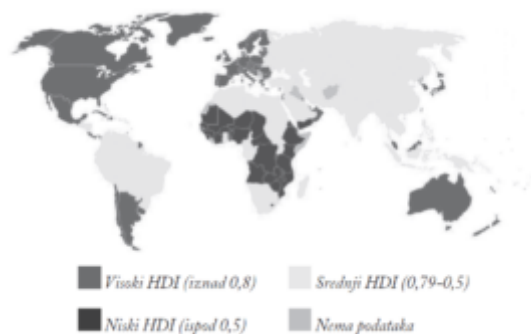 Visoki HDI (iznad 0,8)
Srednji HDI (0,79-0,5)
Niski HDI (ispod 0,5)
Nema podataka